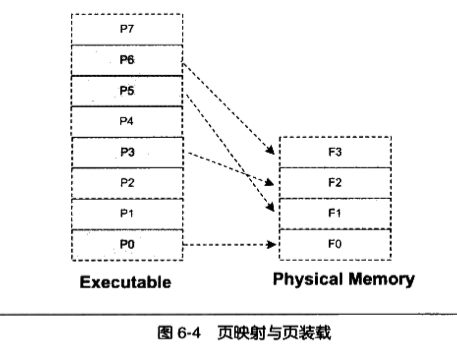 P7
P6
P5
P4
P3
P2
P1
P0
Executable
F3
F2
F1
F0
Physical Memory
图 6-4 页映射与页装载